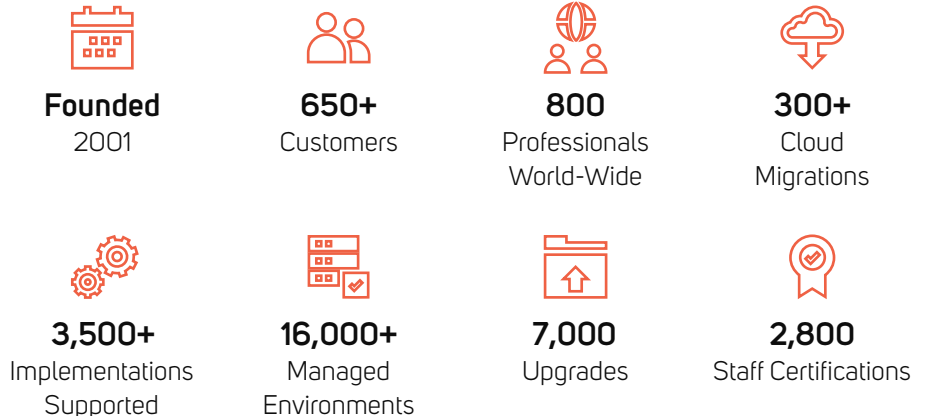 Founded
2001
650+
Customers
800
Professionals
World-Wide
300+
Cloud
Migrations
3,500+
Implementations
Supported
16,000+
Managed
Environments
7,000
Upgrades
2,800
Staff Certifications